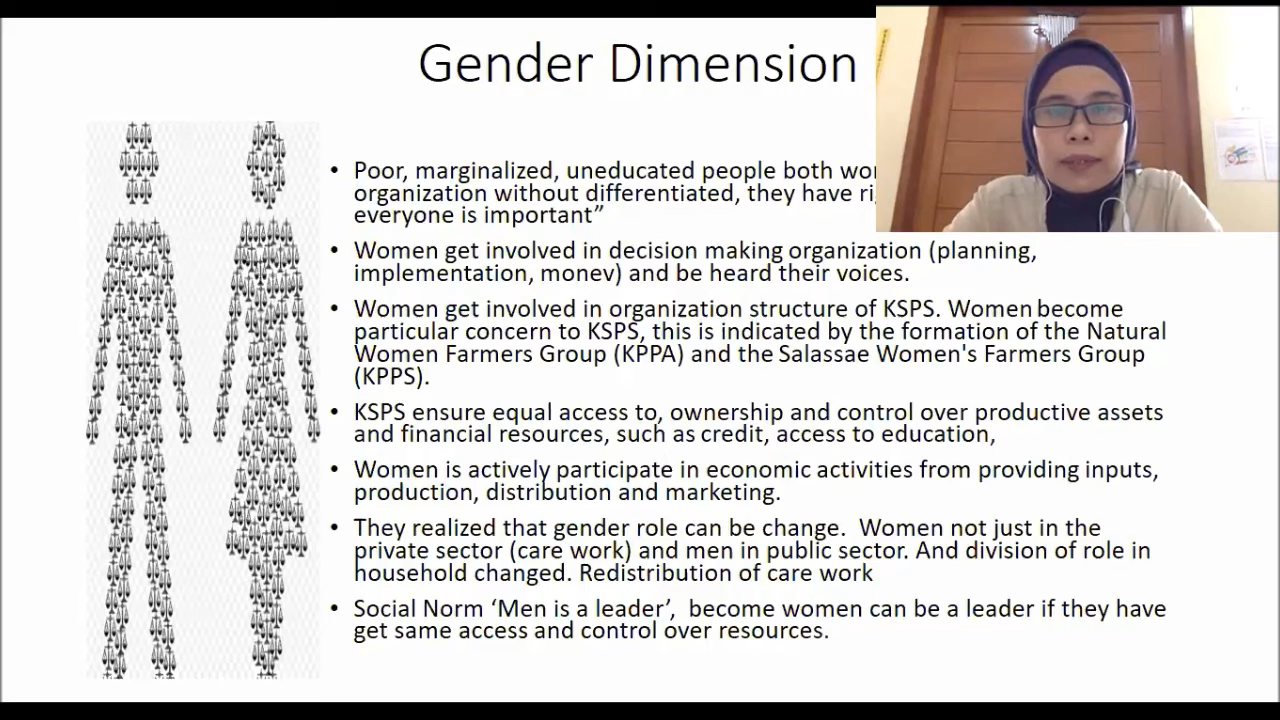 Gender Dimension
• Poor, marginalized, uneducated people both
organization without differentiated, they have
everyone is important”
• Women get involved in decision making organization (planning,
implementation, monev) and be heard their voices.
• Women get involved in organization structure of KSPS. Women become
particular concern to KSPS, this is indicated by the formation of the Natural
Women Farmers Group (KPPA) and the Salassae Women's Farmers Group
(KPPS).
• KSPS ensure equal access to, ownership and control over productive assets
and financial resources, such as credit, access to education,
• Women is actively participate in economic activities from providing inputs,
production, distribution and marketing.
• They realized that gender role can be change.  Women not just in the
private sector (care work) and men in public sector. And division of role in
household changed. Redistribution of care work
• Social Norm ‘Men is a leader’,  become women can be a leader if they have
get same access and control over resources.